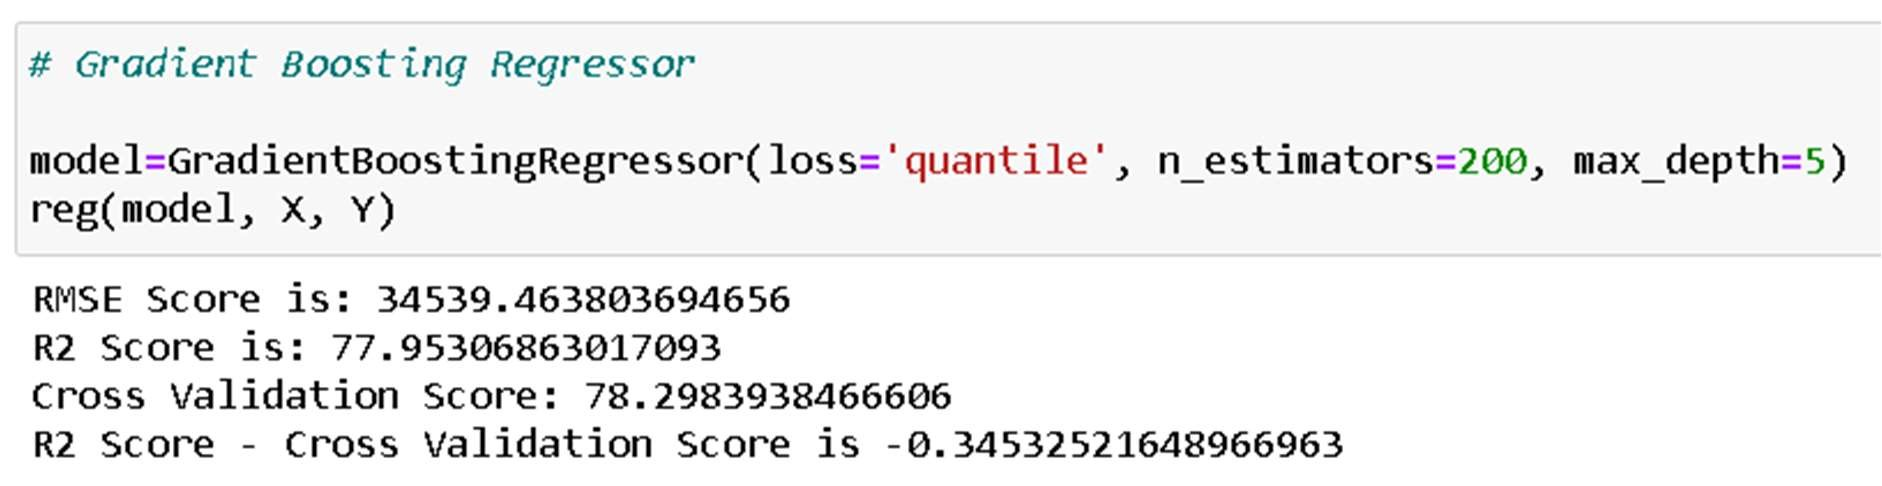 # Gradient Boosting Regressor
model=GradientBoostingRegressor(loss='quantile', n_estimators=200, max_depth=5)
reg(model, X, Y)
RMSE Score is: 34539.463803694656
R2 Score is: 77.95306863017093
Cross Validation Score: 78.2983938466606
R2 Score - Cross Validation Score is -0.34532521648966963